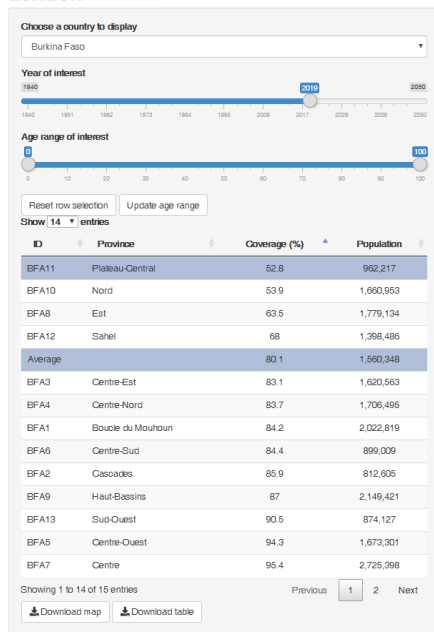 Choose a country to display
Burkina Faso
Year of interest
1940 2019 2050
1940 1951 1962 1973 1984 1995 2006 2017 2028 2039 2050
Age range of interest
0 100
0 10 20 30 40 50 60 70 80 90 100
Reset row selection Update age range
Show 14 entries
ID Province Coverage (%) Population
BFA11 Plateau-Central 52.8 962,217
BFA10 Nord 53.9 1,660,953
BFA8 Est 63.5 1,779,134
BFA12 Sahel 68 1,398,486
Average 80.1 1,560,348
BFA3 Centre-Est 83.1 1,620,563
BFA4 Centre-Nord 83.7 1,706,495
BFA1 Boucle du Mouhoun 84.2 2,022,819
BFA6 Centre-Sud 84.4 899,009
BFA2 Cascades 85.9 812,605
BFA9 Haut-Bassins 87 2,149,421
BFA13 Sud-Ouest 90.5 874,127
BFA5 Centre-Ouest 94.3 1,673,301
BFA7 Centre 95.4 2,725,398
Showing 1 to 14 of 15 entries Previous 1 2 Next
Download map Download table